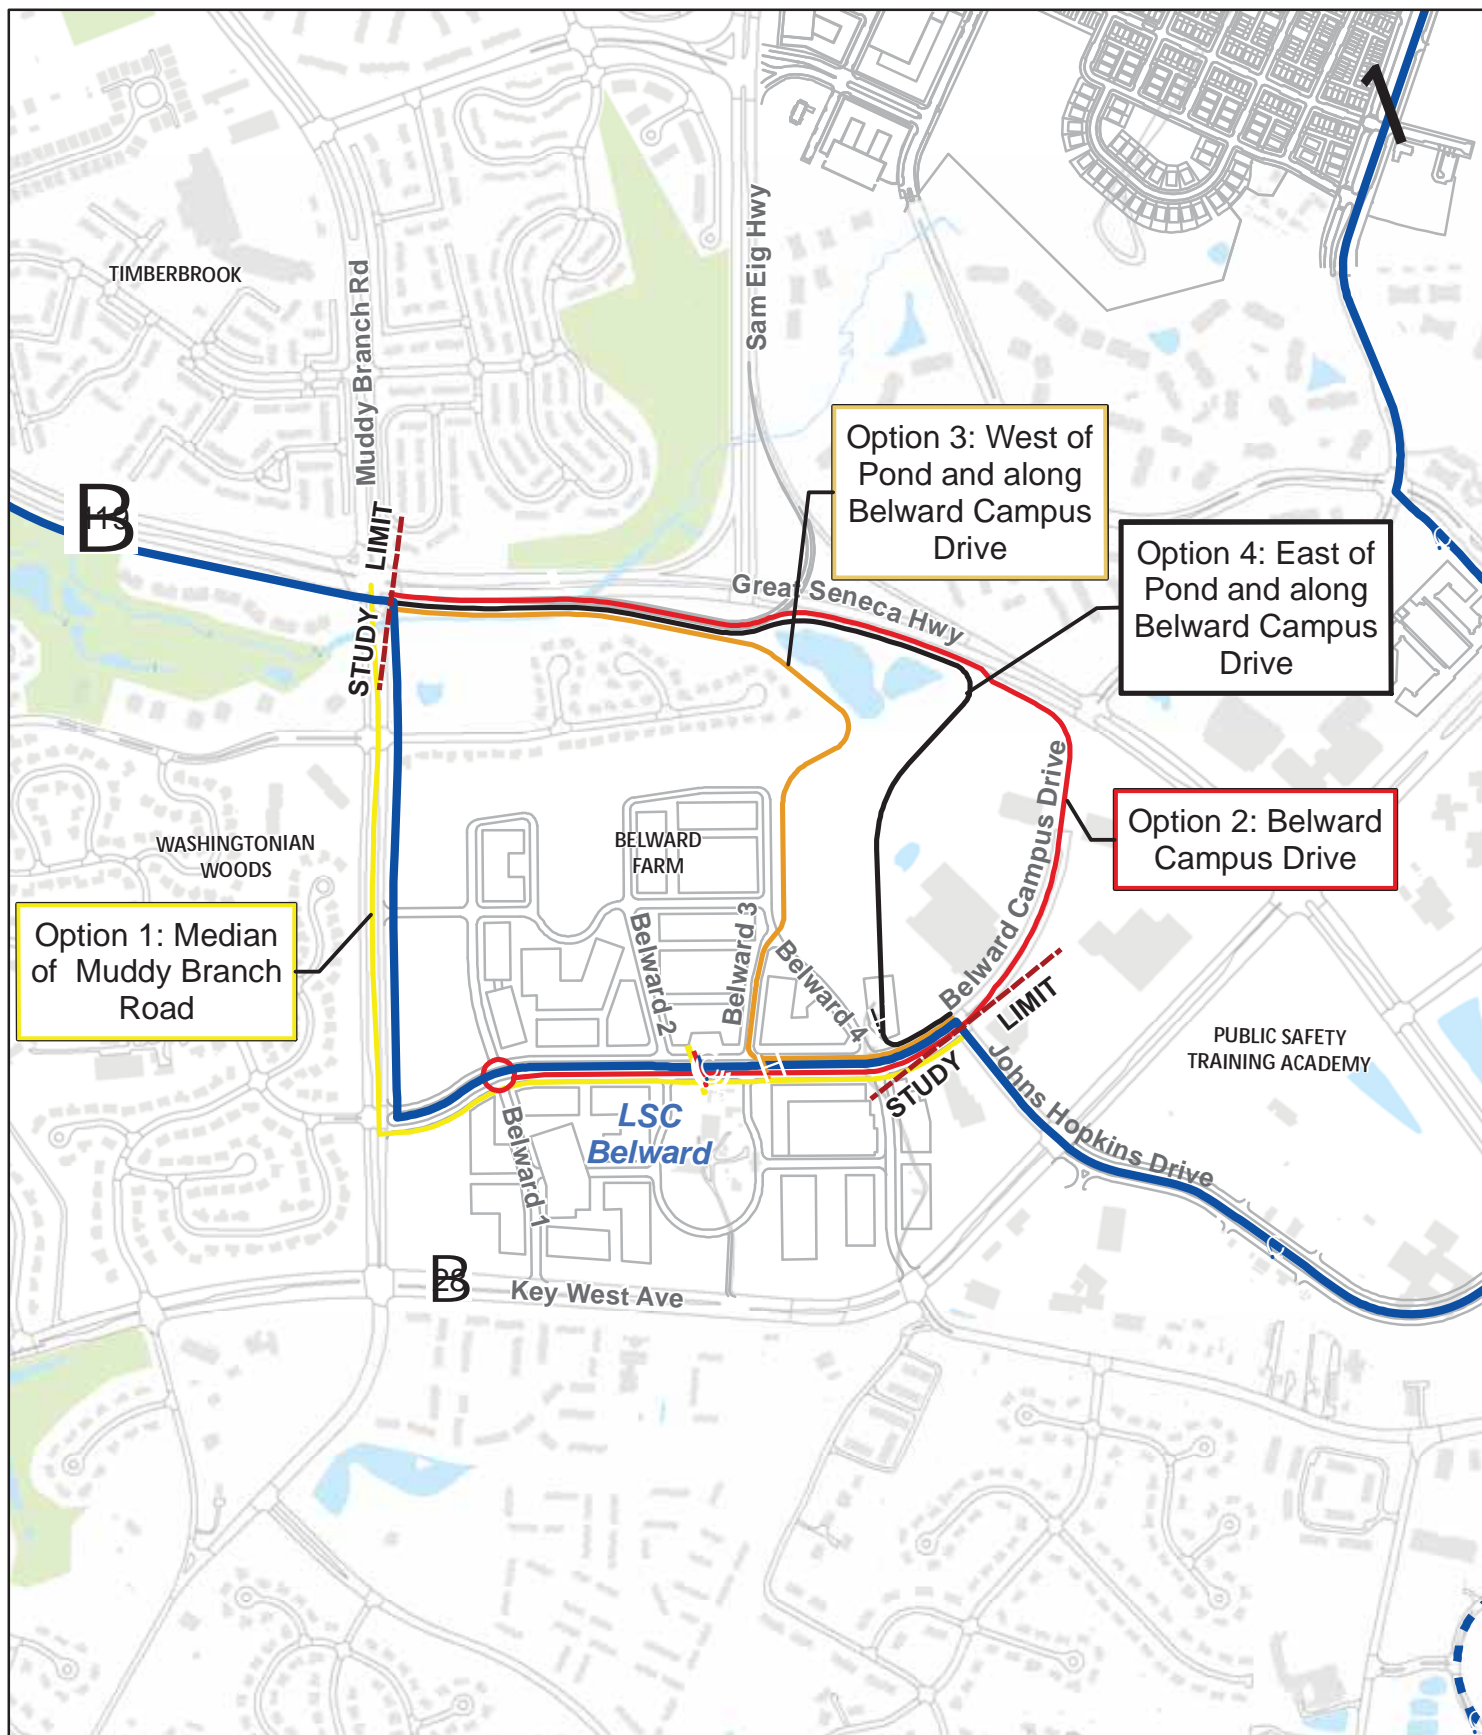 TIMBERBROOK
Muddy Branch Rd
Sam Eig Hwy
Option 3: West of
Pond and along
Belward Campus
Drive
B
119
STUDY LIMIT
Option 4: East of
Pond and along
Belward Campus
Drive
Great Seneca Hwy
Option 2: Belward
Campus Drive
WASHINGTONIAN
WOODS
BELWARD
FARM
Belward Campus Drive
Option 1: Median
of Muddy Branch
Road
Belward 2
Belward 3
Belward 4
STUDY LIMIT
PUBLIC SAFETY
TRAINING ACADEMY
Johns Hopkins Drive
LSC
Belward
Belward 1
B
28
Key West Ave